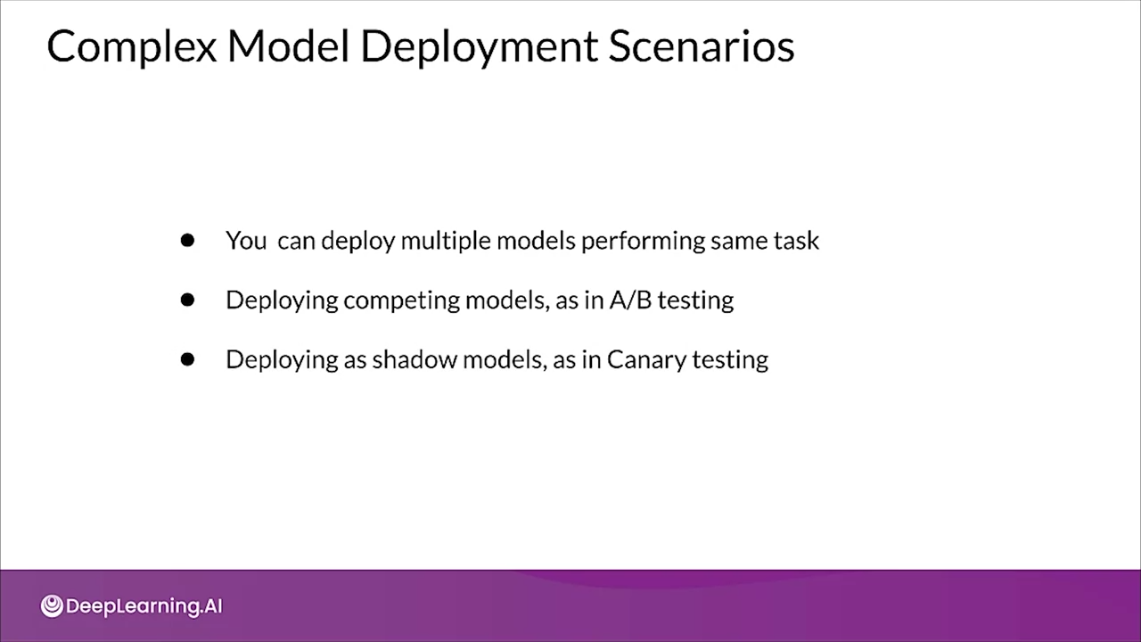 Complex Model Deployment Scenarios
● You can deploy multiple models performing same task
● Deploying competing models, as in A/B testing
● Deploying as shadow models, as in Canary testing
DeepLearning.AI